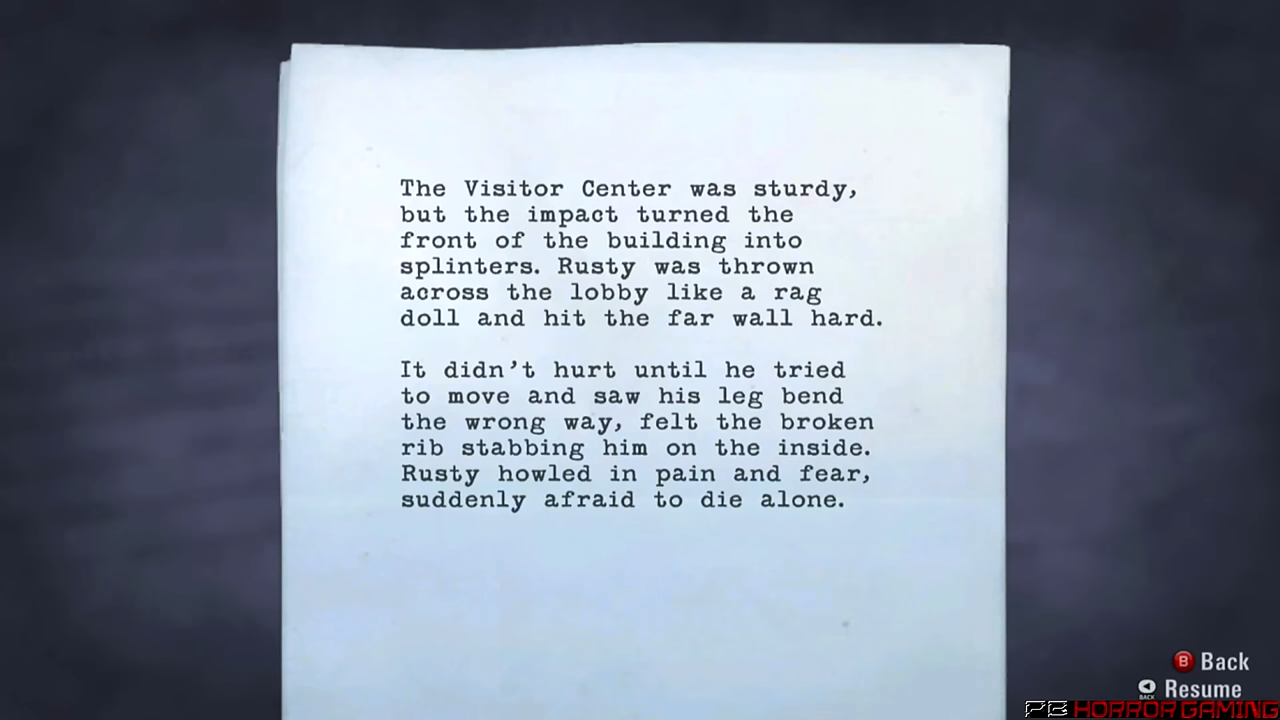 The Visitor Center was sturdy,
but the impact turned the
front of the building into
splinters. Rusty was thrown
across the lobby like a rag
doll and hit the far wall hard.
It didn't hurt until he tried
to move and saw his leg bend
the wrong way, felt the broken
rib stabbing him on the inside.
Rusty howled in pain and fear,
suddenly afraid to die alone.
B Back
BACK Resume
PC HORROR GAMING